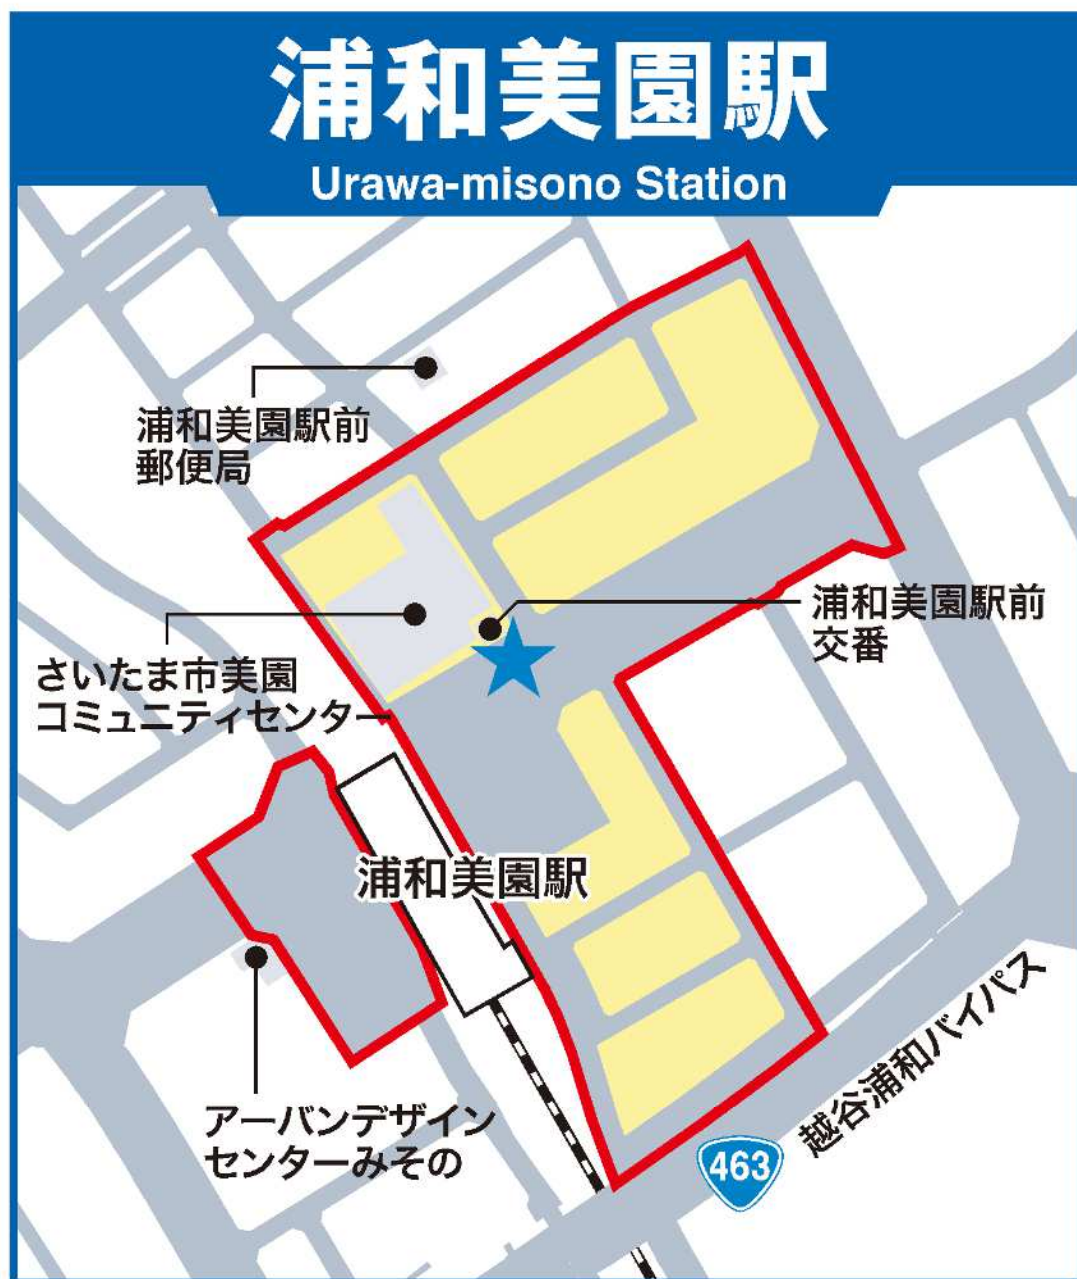 浦和美園駅
Urawa-misono Station
浦和美園駅前
郵便局
浦和美園駅前
交番
さいたま市美園
コミュニティセンター
浦和美園駅
越谷浦和バイパス
アーバンデザイン
センターみその
463